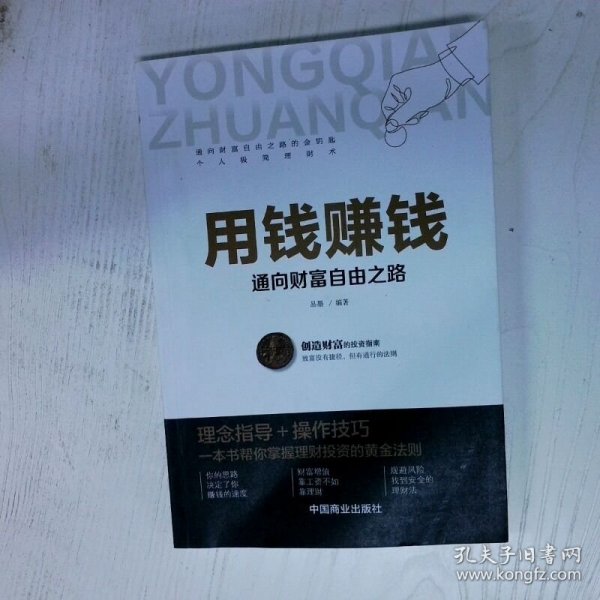 YONGQIAN
ZHUANQIAN
通向财富自由之路的金钥匙
个人极简理财术
用钱赚钱
通向财富自由之路
丛墨 / 编著
创造财富的投资指南
致富没有捷径,但有通行的法则
理念指导+操作技巧
一本书帮你掌握理财投资的黄金法则
你的思路
决定了你
赚钱的速度
财富增值
靠工资不如
靠理财
规避风险
找到安全的
理财法
中国商业出版社
孔夫子旧书网
www.kongfz.com